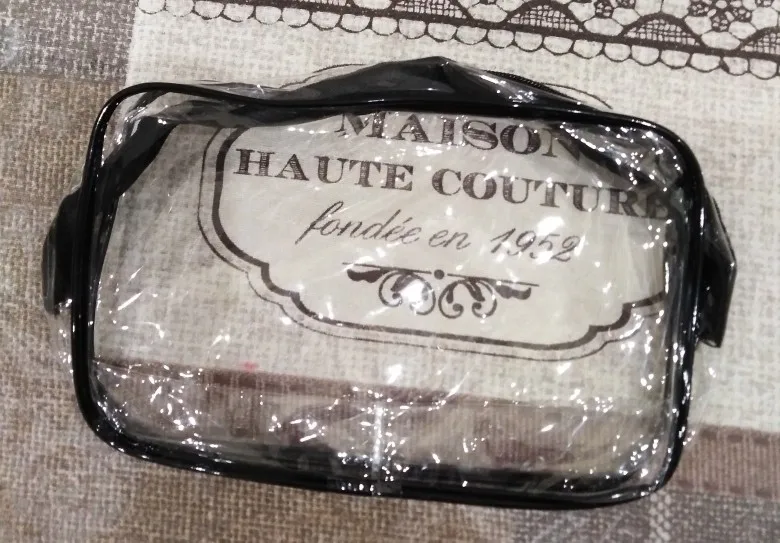 MAISON
HAUTE COUTURE
fondée en 1952